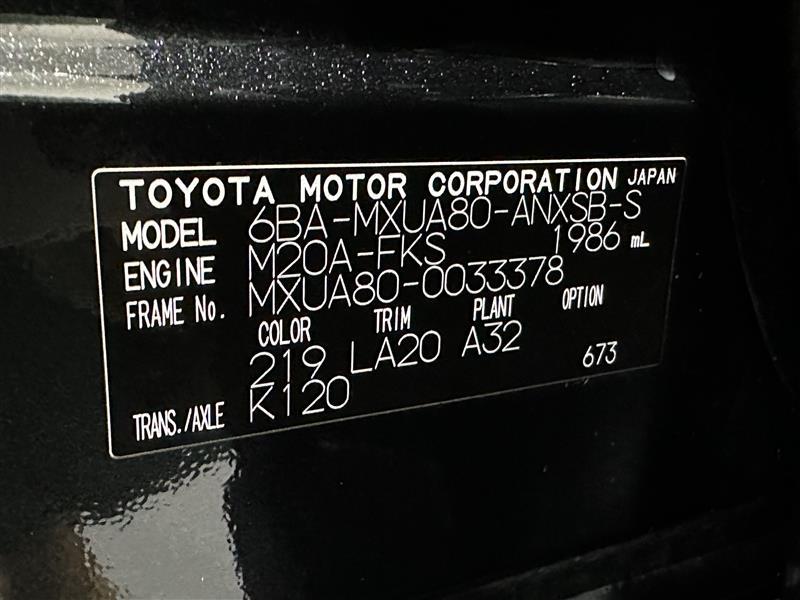 TOYOTA MOTOR CORPORATION JAPAN
MODEL 6BA-MXUA80-ANXSB-S
ENGINE M20A-FKS 1986 mL
FRAME No. MXUA80-0033378
COLOR TRIM PLANT OPTION
219 LA20 A32 673
TRANS./AXLE K120